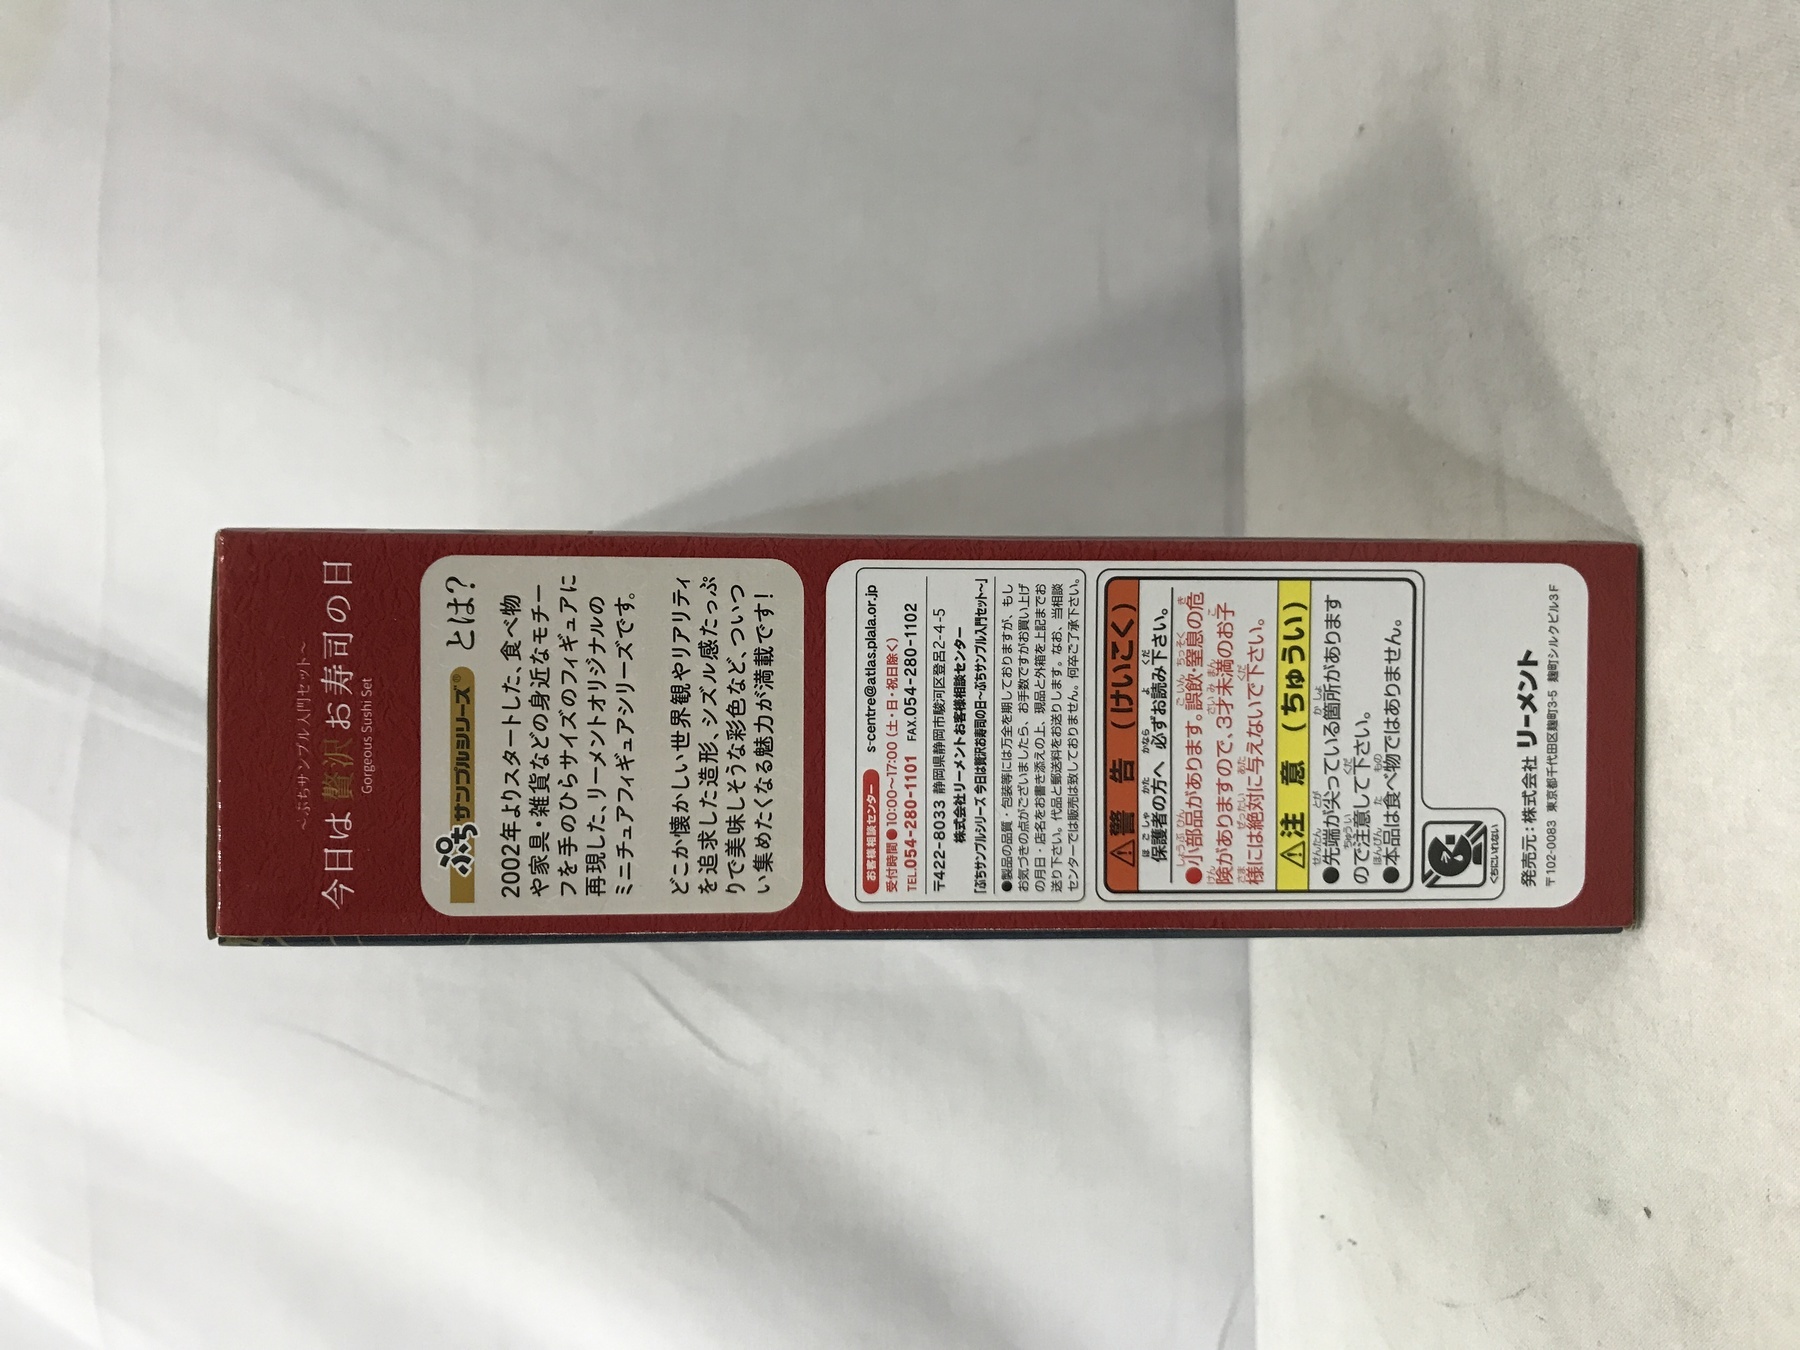 ～ぷちサンプル入門セット～
今日は贅沢お寿司の日
Gorgeous Sushi Set
ぷちサンプルシリーズ® とは?
2002年よりスタートした、食べ物
や家具・雑貨などの身近なモチー
フを手のひらサイズのフィギュアに
再現した、リーメントオリジナルの
ミニチュアフィギュアシリーズです。
どこか懐かしい世界観やリアリティ
を追求した造形、シズル感たっぷ
りで美味しそうな彩色など、ついつ
い集めたくなる魅力が満載です!
お客様相談センター s-centre@atlas.plala.or.jp
受付時間●10:00～17:00(土・日・祝日除く)
TEL.054-280-1101 FAX.054-280-1102
〒422-8033 静岡県静岡市駿河区登呂2-4-5
株式会社リーメントお客様相談センター
「ぷちサンプルシリーズ 今日は贅沢お寿司の日～ぷちサンプル入門セット～」
●製品の品質・包装等には万全を期しておりますが、もし
お気づきの点がございましたら、お手数ですがお買い上げ
の月日・店名をお書き添えの上、現品と外箱を上記までお
送り下さい。代品と郵送料をお送りします。なお、当相談
センターでは販売は致しておりません。何卒ご了承下さい。
警告(けいこく)
保護者の方へ 必ずお読み下さい。
●小部品があります。誤飲・窒息の危
険がありますので、3才未満のお子
様には絶対に与えないで下さい。
注意(ちゅうい)
●先端が尖っている箇所があります
ので注意して下さい。
●本品は食べ物ではありません。
くちにいれない
発売元:株式会社 リーメント
〒102-0083 東京都千代田区麹町3-5 麹町シルクビル3F